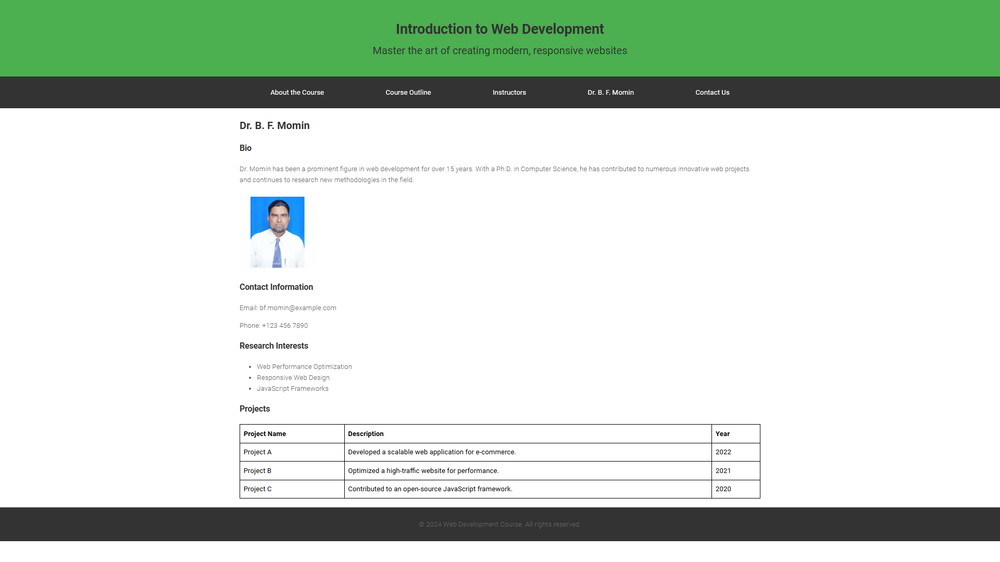 Introduction to Web Development
Master the art of creating modern, responsive websites
About the Course Course Outline Instructors Dr. B. F. Momin Contact Us
Dr. B. F. Momin
Bio
Dr. Momin has been a prominent figure in web development for over 15 years. With a Ph.D. in Computer Science, he has contributed to numerous innovative web projects
and continues to research new methodologies in the field.
Contact Information
Email: bf.momin@example.com
Phone: +123 456 7890
Research Interests
• Web Performance Optimization
• Responsive Web Design
• JavaScript Frameworks
Projects
Project Name Description Year
Project A Developed a scalable web application for e-commerce. 2022
Project B Optimized a high-traffic website for performance. 2021
Project C Contributed to an open-source JavaScript framework. 2020
© 2024 Web Development Course. All rights reserved.